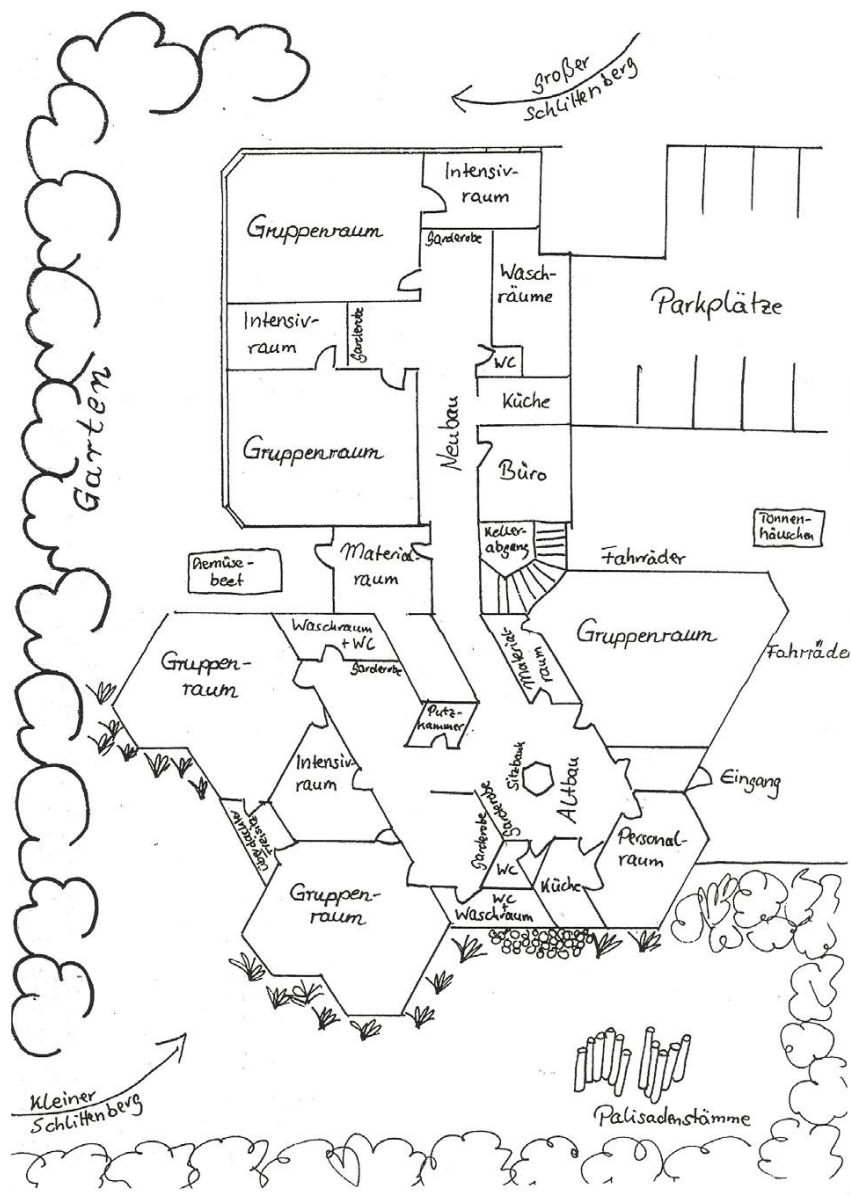 Großer
Schlittenberg
Intensiv-
raum
Gruppenraum
Garderobe
Wasch-
räume
Parkplätze
Intensiv-
raum
Garderobe
WC
Küche
Neubau
Garten
Gruppenraum
Büro
Keller-
abgang
Tonnen-
häuschen
Fahrräder
Material-
raum
Gemüse-
beet
Waschraum
+ WC
Gruppenraum
Material-
raum
Fahrräder
Gruppen-
raum
Garderobe
Putz-
kammer
Intensiv-
raum
Sitzbank
Altbau
Eingang
Garderobe
Garderobe
überdachter
Freisitz
Personal-
raum
WC
Küche
Gruppen-
raum
WC
+
Waschraum
Kleiner
Schlittenberg
Palisadenstämme